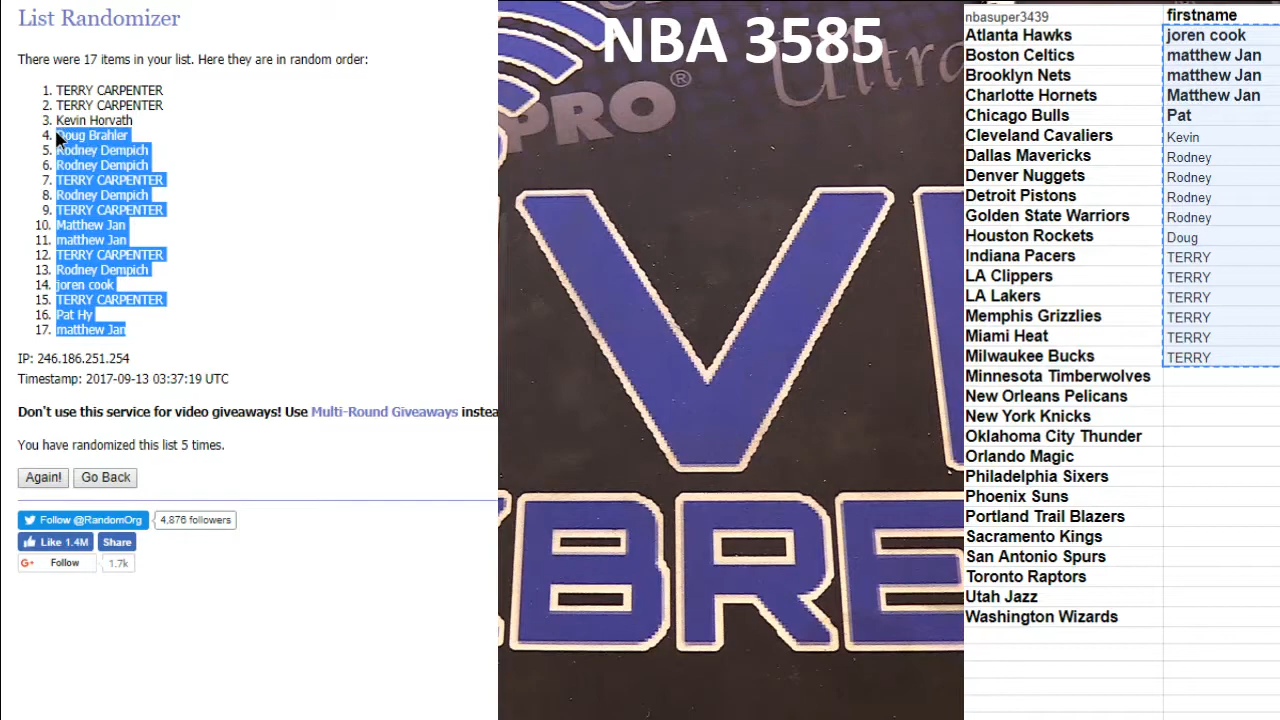 List Randomizer
There were 17 items in your list. Here they are in random order:
1. TERRY CARPENTER
2. TERRY CARPENTER
3. Kevin Horvath
4. Doug Brahler
5. Rodney Dempich
6. Rodney Dempich
7. TERRY CARPENTER
8. Rodney Dempich
9. TERRY CARPENTER
10. Matthew Jan
11. matthew Jan
12. TERRY CARPENTER
13. Rodney Dempich
14. joren cook
15. TERRY CARPENTER
16. Pat Hy
17. matthew Jan
IP: 246.186.251.254
Timestamp: 2017-09-13 03:37:19 UTC
Don't use this service for video giveaways! Use Multi-Round Giveaways instea
You have randomized this list 5 times.
Again! Go Back
Follow @RandomOrg 4,876 followers
Like 1.4M Share
G+ Follow 1.7k
NBA 3585
Ultra
PRO®
V
BRE
nbasuper3439 firstname
Atlanta Hawks joren cook
Boston Celtics matthew Jan
Brooklyn Nets matthew Jan
Charlotte Hornets Matthew Jan
Chicago Bulls Pat
Cleveland Cavaliers Kevin
Dallas Mavericks Rodney
Denver Nuggets Rodney
Detroit Pistons Rodney
Golden State Warriors Rodney
Houston Rockets Doug
Indiana Pacers TERRY
LA Clippers TERRY
LA Lakers TERRY
Memphis Grizzlies TERRY
Miami Heat TERRY
Milwaukee Bucks TERRY
Minnesota Timberwolves
New Orleans Pelicans
New York Knicks
Oklahoma City Thunder
Orlando Magic
Philadelphia Sixers
Phoenix Suns
Portland Trail Blazers
Sacramento Kings
San Antonio Spurs
Toronto Raptors
Utah Jazz
Washington Wizards